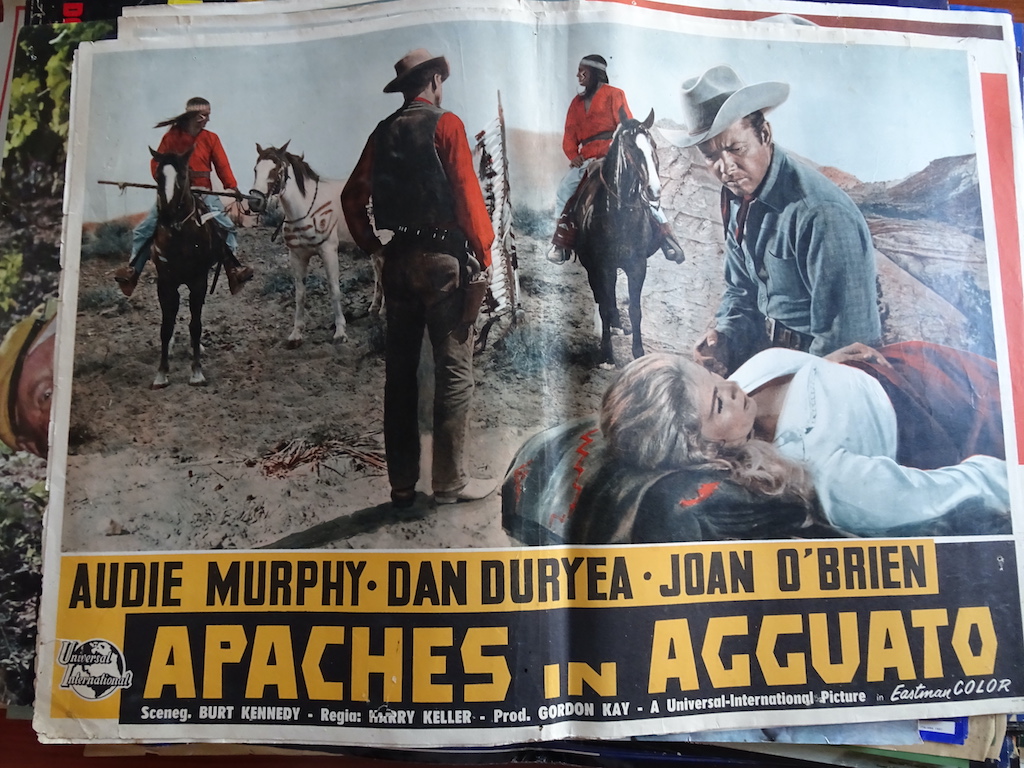 AUDIE MURPHY · DAN DURYEA · JOAN O'BRIEN
APACHES IN AGGUATO
Universal International
Sceneg. BURT KENNEDY - Regia: HARRY KELLER - Prod. GORDON KAY - A Universal-International Picture in Eastman COLOR